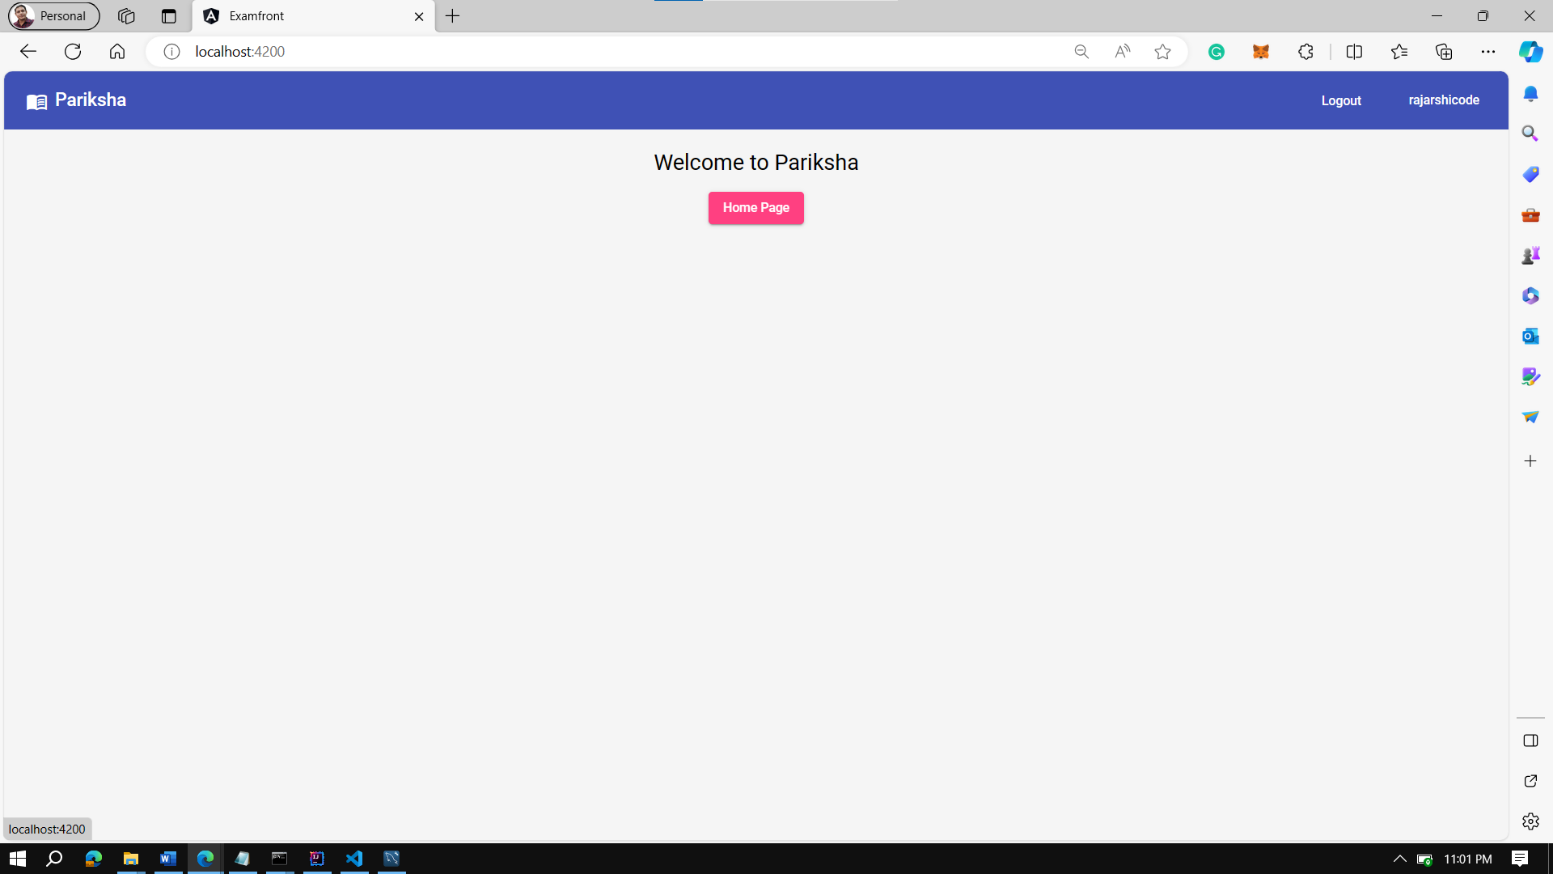 Personal
Examfront
localhost:4200
Pariksha
Logout
rajarshicode
Welcome to Pariksha
Home Page
localhost:4200
11:01 PM